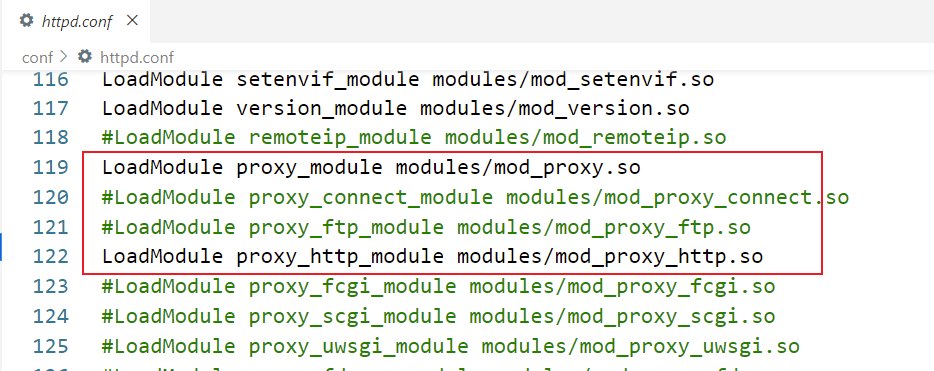 httpd.conf ×
conf > httpd.conf
116 LoadModule setenvif_module modules/mod_setenvif.so
117 LoadModule version_module modules/mod_version.so
118 #LoadModule remoteip_module modules/mod_remoteip.so
119 LoadModule proxy_module modules/mod_proxy.so
120 #LoadModule proxy_connect_module modules/mod_proxy_connect.so
121 #LoadModule proxy_ftp_module modules/mod_proxy_ftp.so
122 LoadModule proxy_http_module modules/mod_proxy_http.so
123 #LoadModule proxy_fcgi_module modules/mod_proxy_fcgi.so
124 #LoadModule proxy_scgi_module modules/mod_proxy_scgi.so
125 #LoadModule proxy_uwsgi_module modules/mod_proxy_uwsgi.so